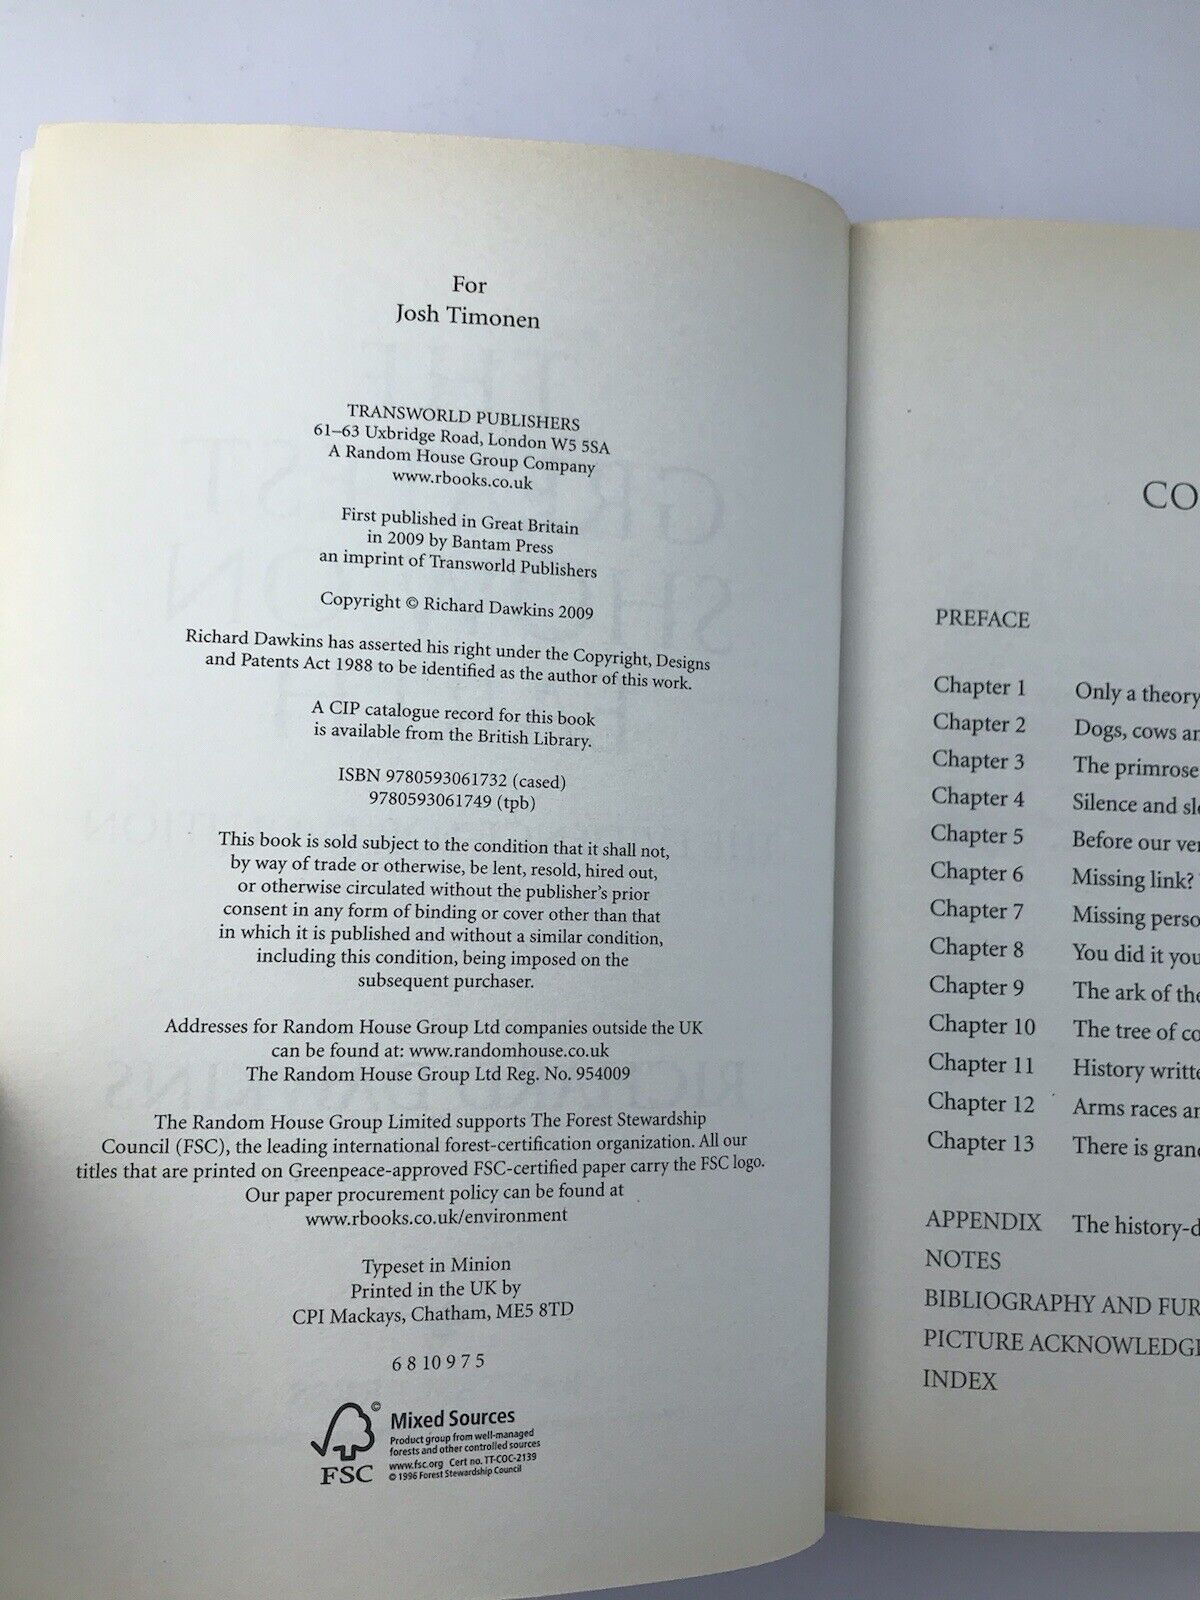 For
Josh Timonen
TRANSWORLD PUBLISHERS
61–63 Uxbridge Road, London W5 5SA
A Random House Group Company
www.rbooks.co.uk
First published in Great Britain
in 2009 by Bantam Press
an imprint of Transworld Publishers
Copyright © Richard Dawkins 2009
Richard Dawkins has asserted his right under the Copyright, Designs
and Patents Act 1988 to be identified as the author of this work.
A CIP catalogue record for this book
is available from the British Library.
ISBN 9780593061732 (cased)
9780593061749 (tpb)
This book is sold subject to the condition that it shall not,
by way of trade or otherwise, be lent, resold, hired out,
or otherwise circulated without the publisher's prior
consent in any form of binding or cover other than that
in which it is published and without a similar condition,
including this condition, being imposed on the
subsequent purchaser.
Addresses for Random House Group Ltd companies outside the UK
can be found at: www.randomhouse.co.uk
The Random House Group Ltd Reg. No. 954009
The Random House Group Limited supports The Forest Stewardship
Council (FSC), the leading international forest-certification organization. All our
titles that are printed on Greenpeace-approved FSC-certified paper carry the FSC logo.
Our paper procurement policy can be found at
www.rbooks.co.uk/environment
Typeset in Minion
Printed in the UK by
CPI Mackays, Chatham, ME5 8TD
6 8 10 9 7 5
©
FSC
Mixed Sources
Product group from well-managed
forests and other controlled sources
www.fsc.org Cert no. TT-COC-2139
© 1996 Forest Stewardship Council
CO
PREFACE
Chapter 1 Only a theory
Chapter 2 Dogs, cows an
Chapter 3 The primrose
Chapter 4 Silence and slo
Chapter 5 Before our ver
Chapter 6 Missing link?
Chapter 7 Missing perso
Chapter 8 You did it you
Chapter 9 The ark of the
Chapter 10 The tree of co
Chapter 11 History writte
Chapter 12 Arms races an
Chapter 13 There is grand
APPENDIX The history-d
NOTES
BIBLIOGRAPHY AND FUR
PICTURE ACKNOWLEDGE
INDEX